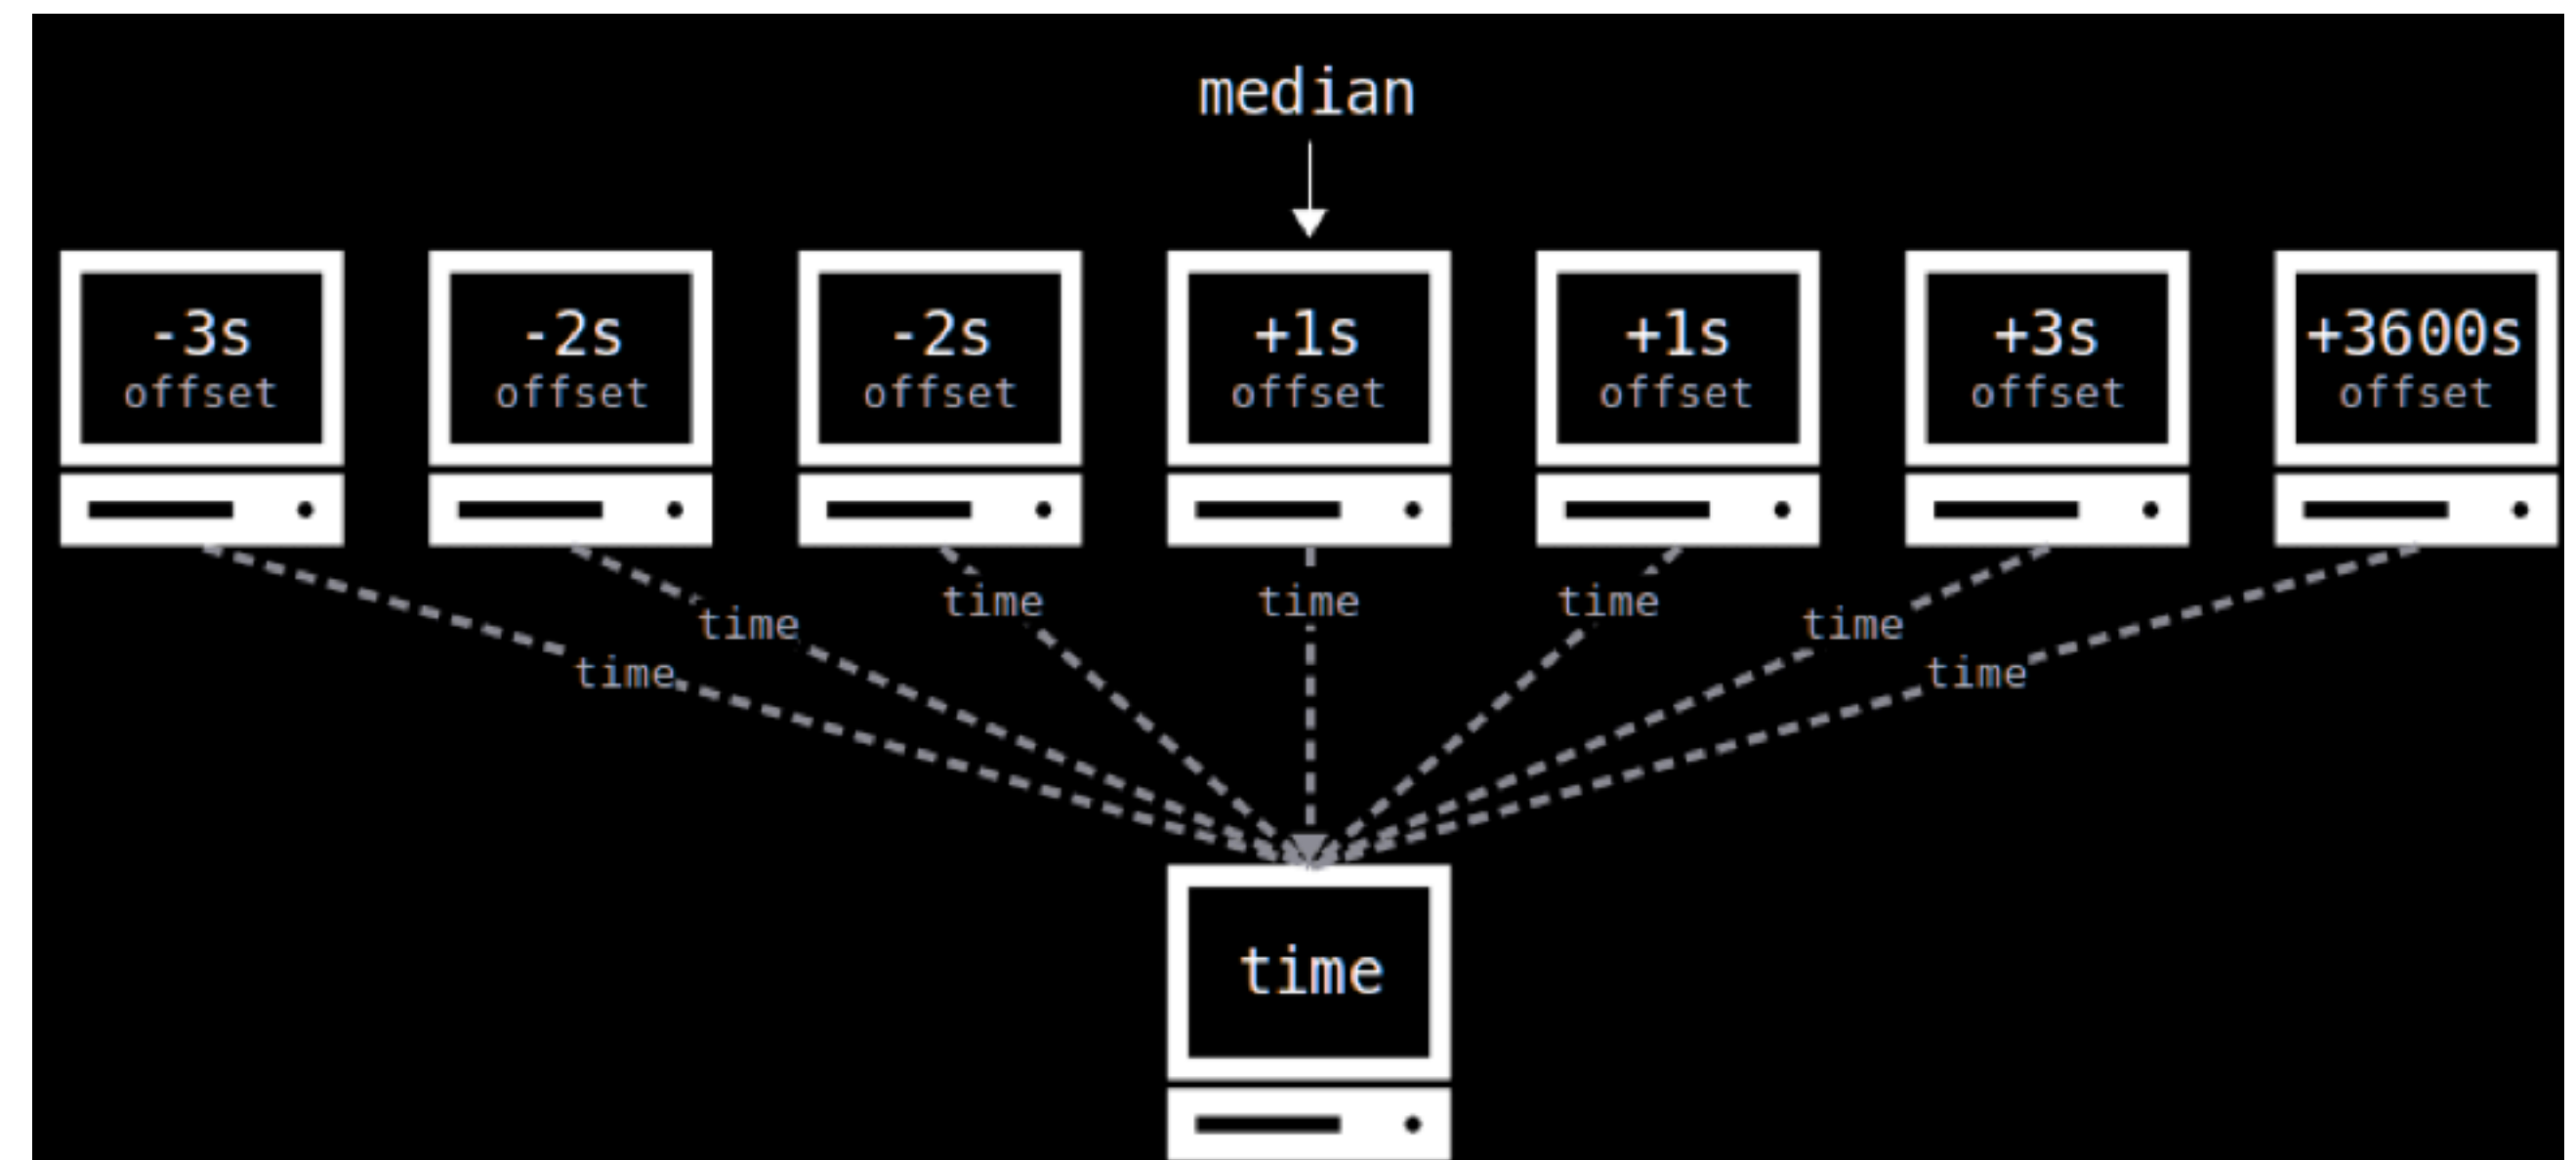 median
-3s -2s -2s +1s +1s +3s +3600s
offset offset offset offset offset offset offset
time time time
time time
time time
time